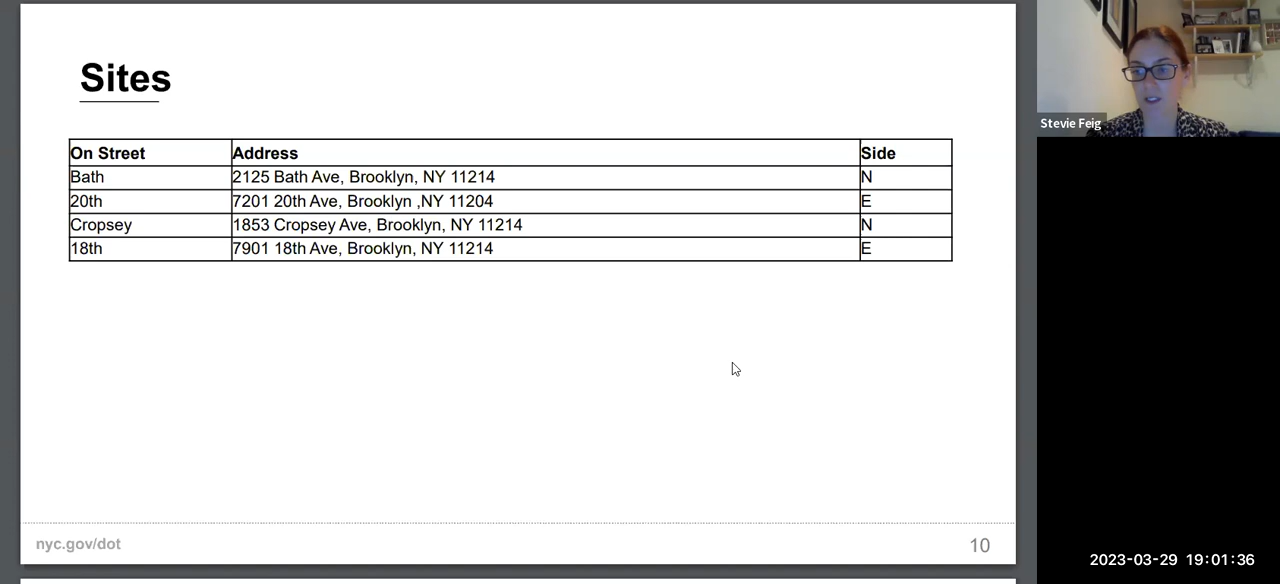 Sites
On Street Address Side
Bath 2125 Bath Ave, Brooklyn, NY 11214 N
20th 7201 20th Ave, Brooklyn ,NY 11204 E
Cropsey 1853 Cropsey Ave, Brooklyn, NY 11214 N
18th 7901 18th Ave, Brooklyn, NY 11214 E
nyc.gov/dot 10
Stevie Feig
2023-03-29 19:01:36